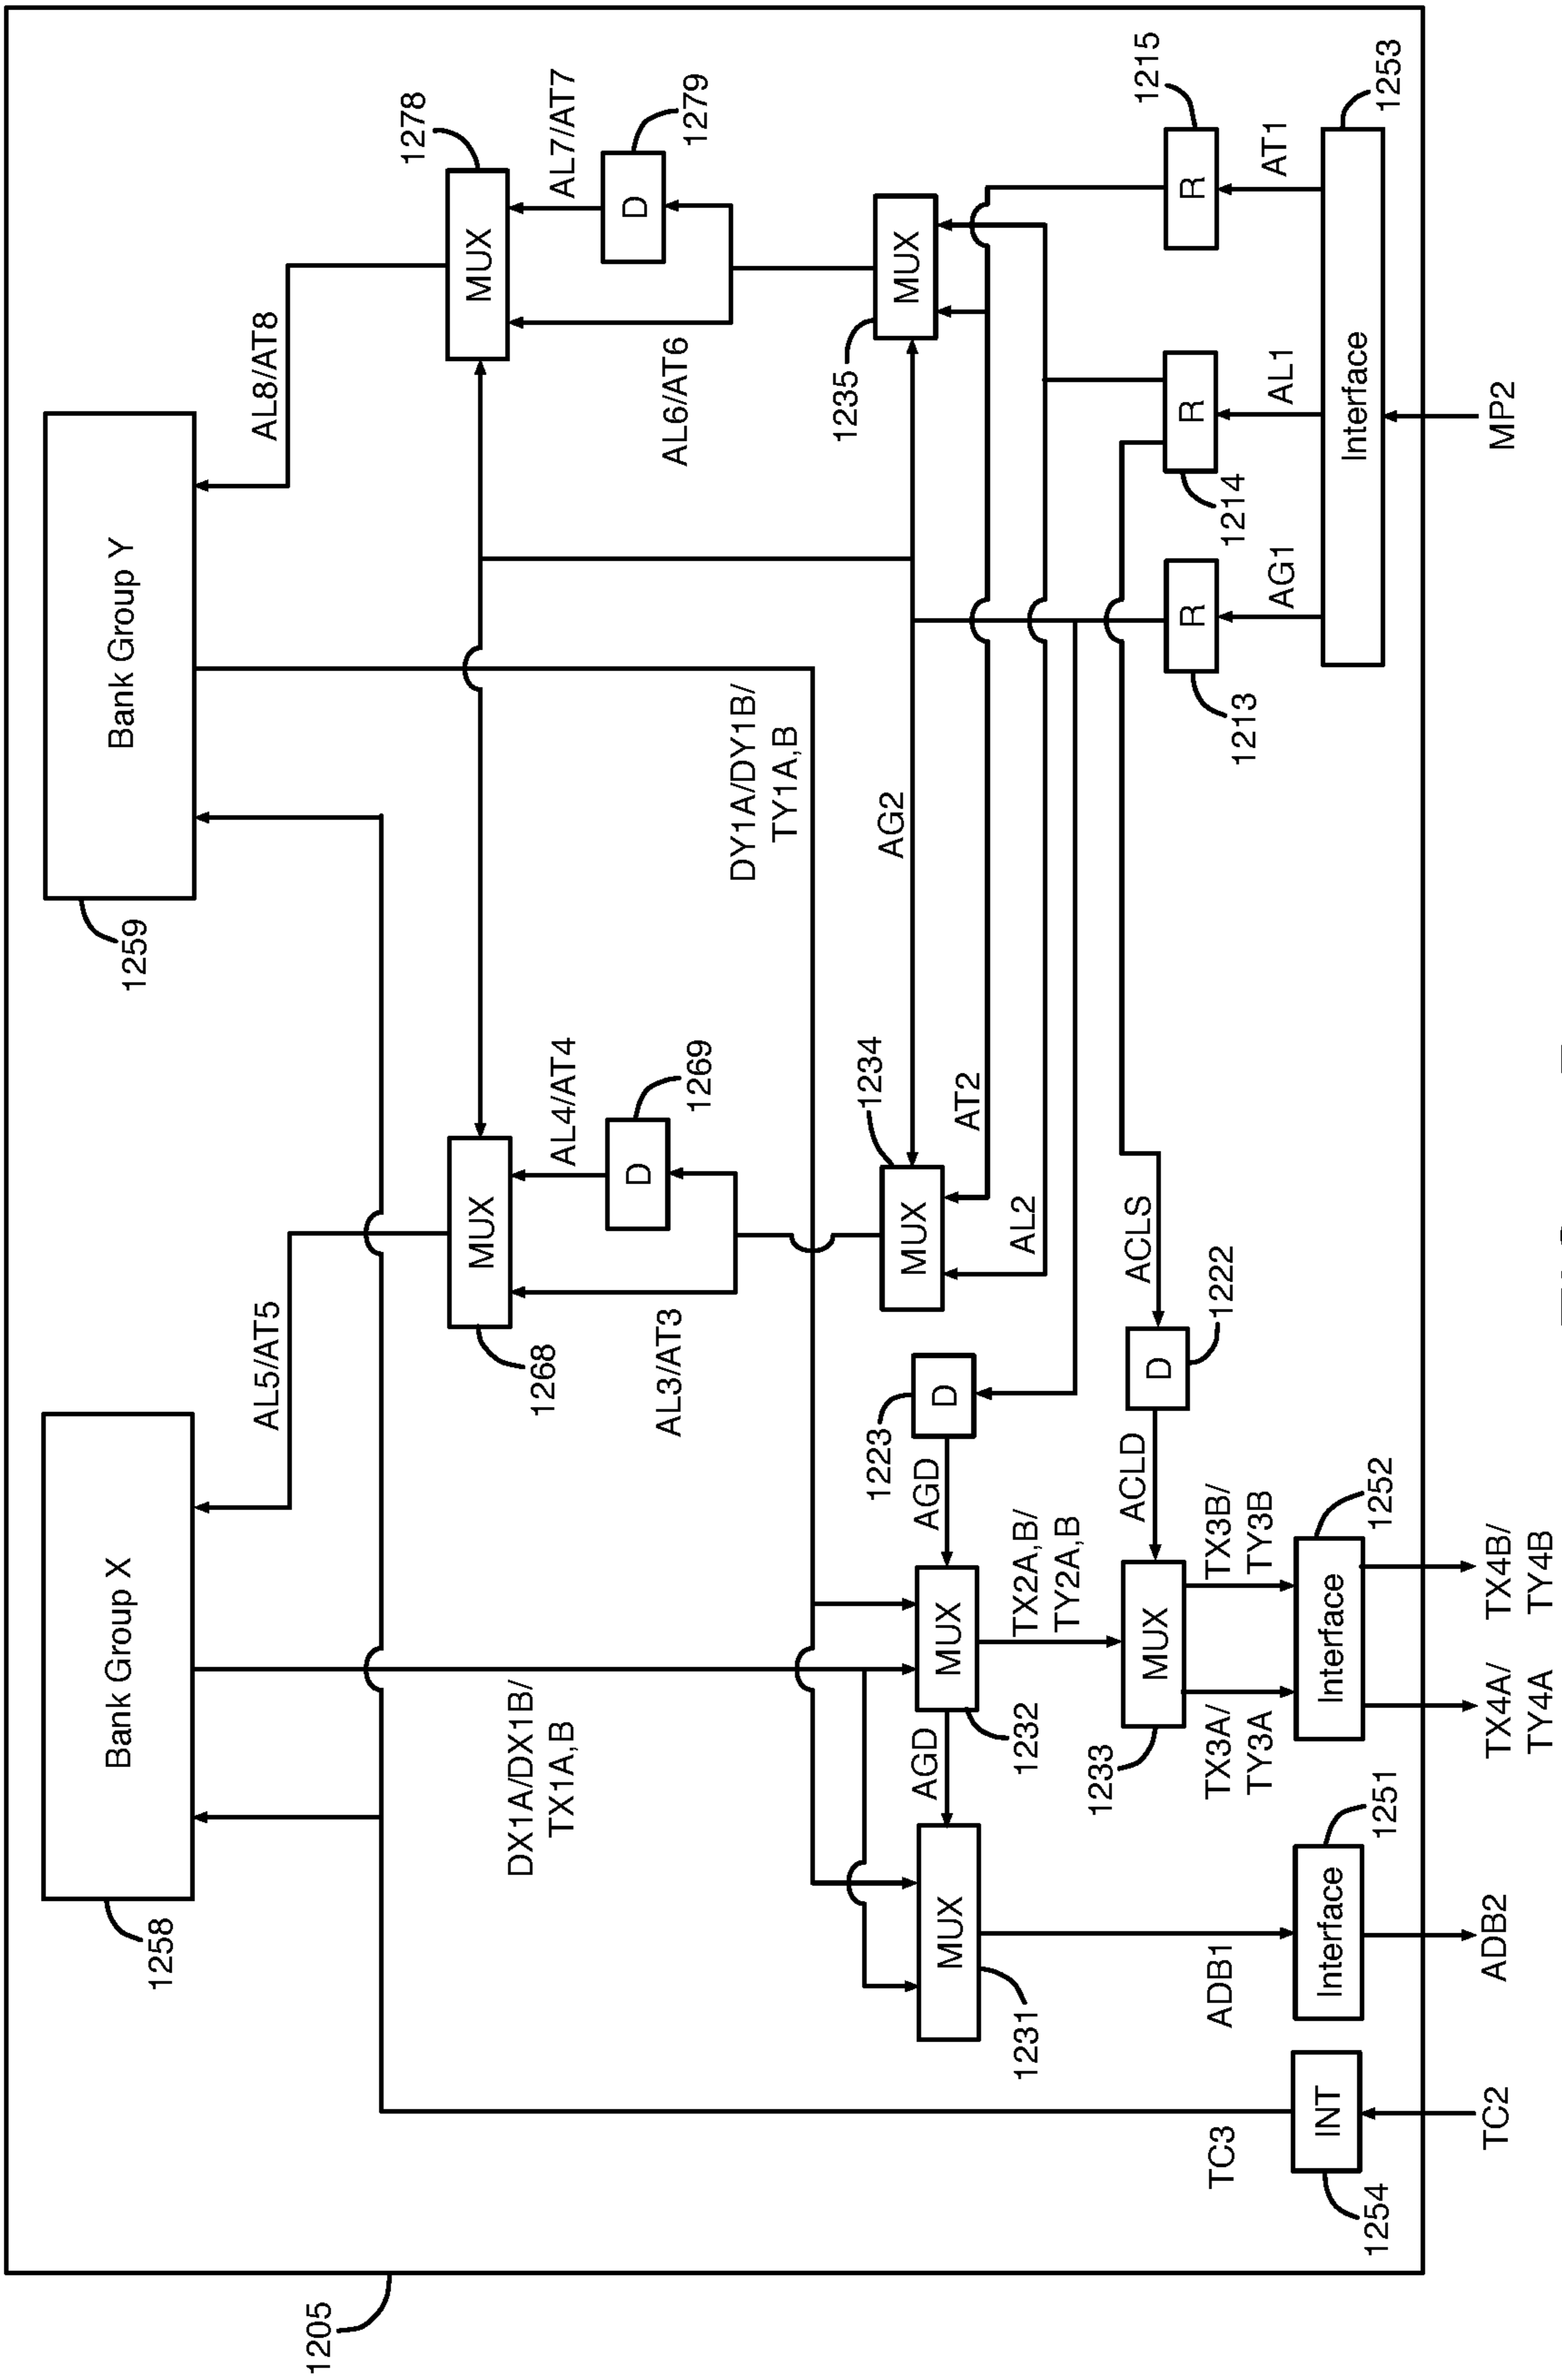 1205
Bank Group X
1258
Bank Group Y
1259
AL5/AT5
AL8/AT8
1278
MUX
1268
MUX
AL4/AT4
AL7/AT7
DX1A/DX1B/
TX1A,B
D
1269
D
1279
AL3/AT3
AL6/AT6
DY1A/DY1B/
TY1A,B
1234
1235
1223
AGD
AGD
AG2
MUX
MUX
D
MUX
MUX
AT2
1231
1232
TX2A,B/
TY2A,B
AL2
1233
ACLD
ACLS
MUX
D
1222
1215
R
R
R
TC3
ADB1
TX3A/
TY3A
TX3B/
TY3B
1213
1214
AG1
AL1
AT1
INT
Interface
Interface
Interface
1254
1251
1252
1253
TC2
ADB2
TX4A/
TY4A
TX4B/
TY4B
MP2